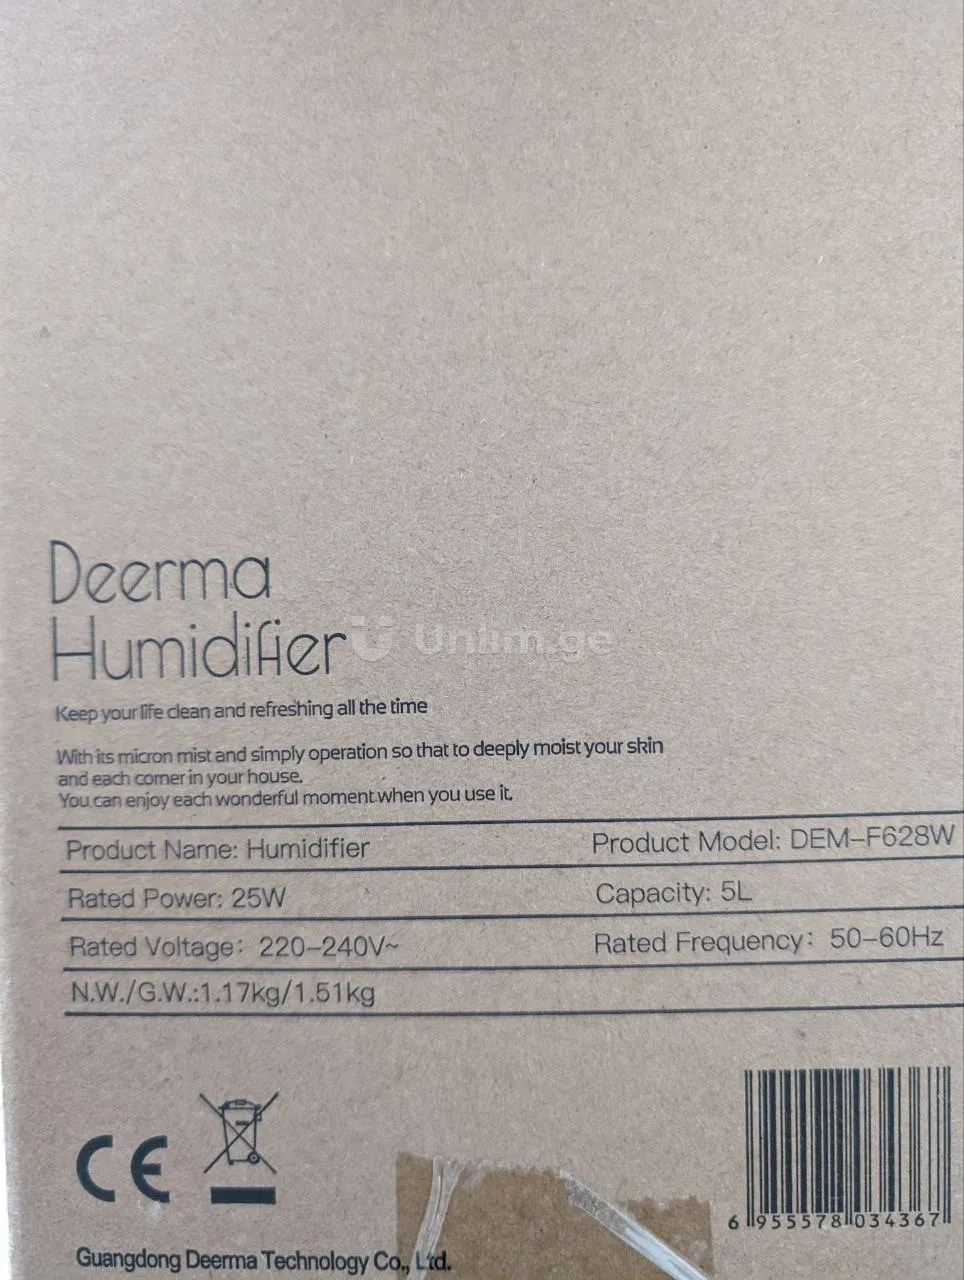 Deerma
Humidifier
Unlim.ge
Keep your life clean and refreshing all the time
With its micron mist and simply operation so that to deeply moist your skin
and each corner in your house.
You can enjoy each wonderful moment when you use it.
Product Name: Humidifier
Product Model: DEM-F628W
Rated Power: 25W
Capacity: 5L
Rated Voltage: 220-240V~
Rated Frequency: 50-60Hz
N.W./G.W.:1.17kg/1.51kg
CE
6 955578 034367
Guangdong Deerma Technology Co., Ltd.